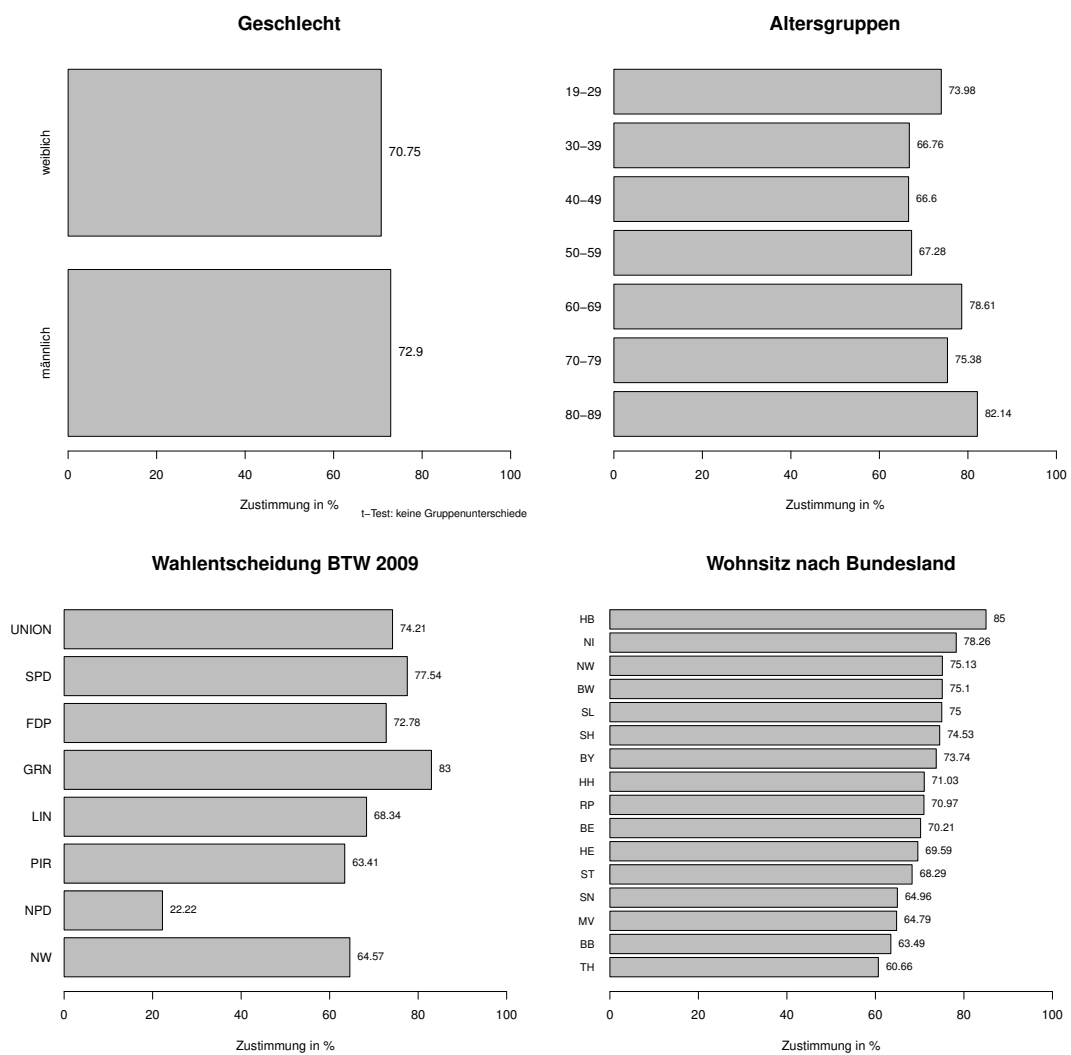 Geschlecht
weiblich
70.75
männlich
72.9
0 20 40 60 80 100
Zustimmung in %
t−Test: keine Gruppenunterschiede
Altersgruppen
19−29 73.98
30−39 66.76
40−49 66.6
50−59 67.28
60−69 78.61
70−79 75.38
80−89 82.14
0 20 40 60 80 100
Zustimmung in %
Wahlentscheidung BTW 2009
UNION 74.21
SPD 77.54
FDP 72.78
GRN 83
LIN 68.34
PIR 63.41
NPD 22.22
NW 64.57
0 20 40 60 80 100
Zustimmung in %
Wohnsitz nach Bundesland
HB 85
NI 78.26
NW 75.13
BW 75.1
SL 75
SH 74.53
BY 73.74
HH 71.03
RP 70.97
BE 70.21
HE 69.59
ST 68.29
SN 64.96
MV 64.79
BB 63.49
TH 60.66
0 20 40 60 80 100
Zustimmung in %